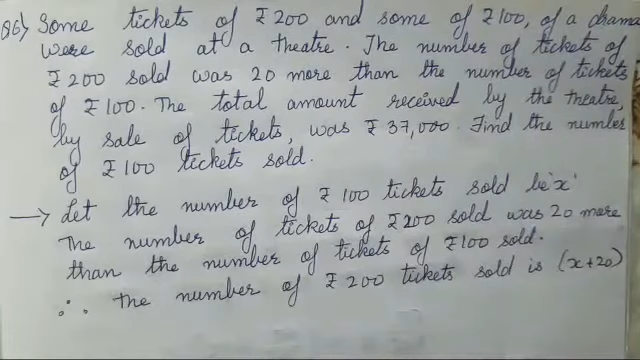 Q6) Some tickets of ₹200 and some of ₹100, of a drama
were sold at a theatre. The number of tickets of
₹200 sold was 20 more than the number of tickets
of ₹100. The total amount received by the theatre,
by sale of tickets, was ₹37,000. Find the number
of ₹100 tickets sold.
→ Let the number of ₹100 tickets sold be 'x'
The number of tickets of ₹200 sold was 20 more
than the number of tickets of ₹100 sold.
∴ the number of ₹200 tickets sold is (x+20)